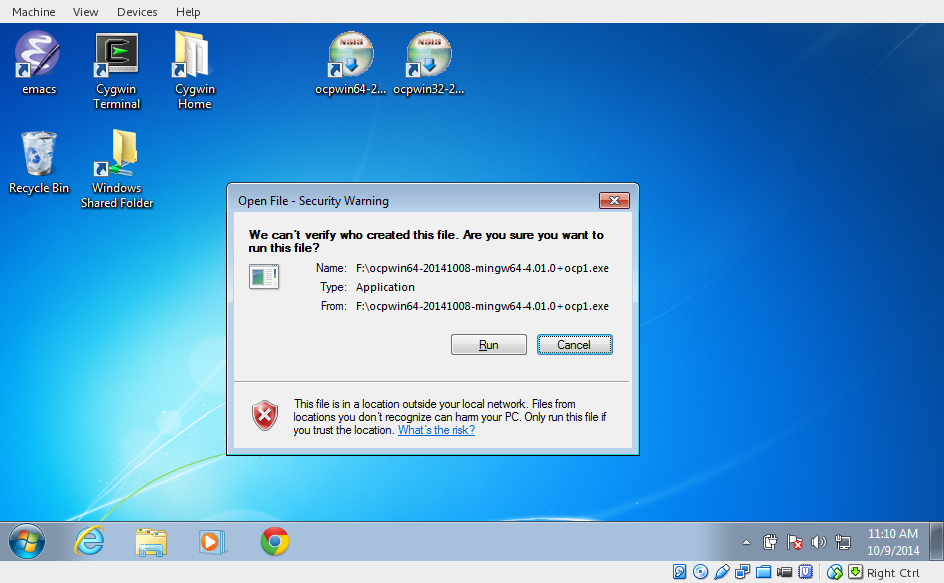 Machine View Devices Help
emacs
Cygwin
Terminal
Cygwin
Home
NSIS
ocpwin64-2...
NSIS
ocpwin32-2...
Recycle Bin
Windows
Shared Folder
Open File - Security Warning
We can't verify who created this file. Are you sure you want to
run this file?
Name: F:\ocpwin64-20141008-mingw64-4.01.0+ocp1.exe
Type: Application
From: F:\ocpwin64-20141008-mingw64-4.01.0+ocp1.exe
Run Cancel
This file is in a location outside your local network. Files from
locations you don't recognize can harm your PC. Only run this file if
you trust the location. What's the risk?
11:10 AM
10/9/2014
Right Ctrl